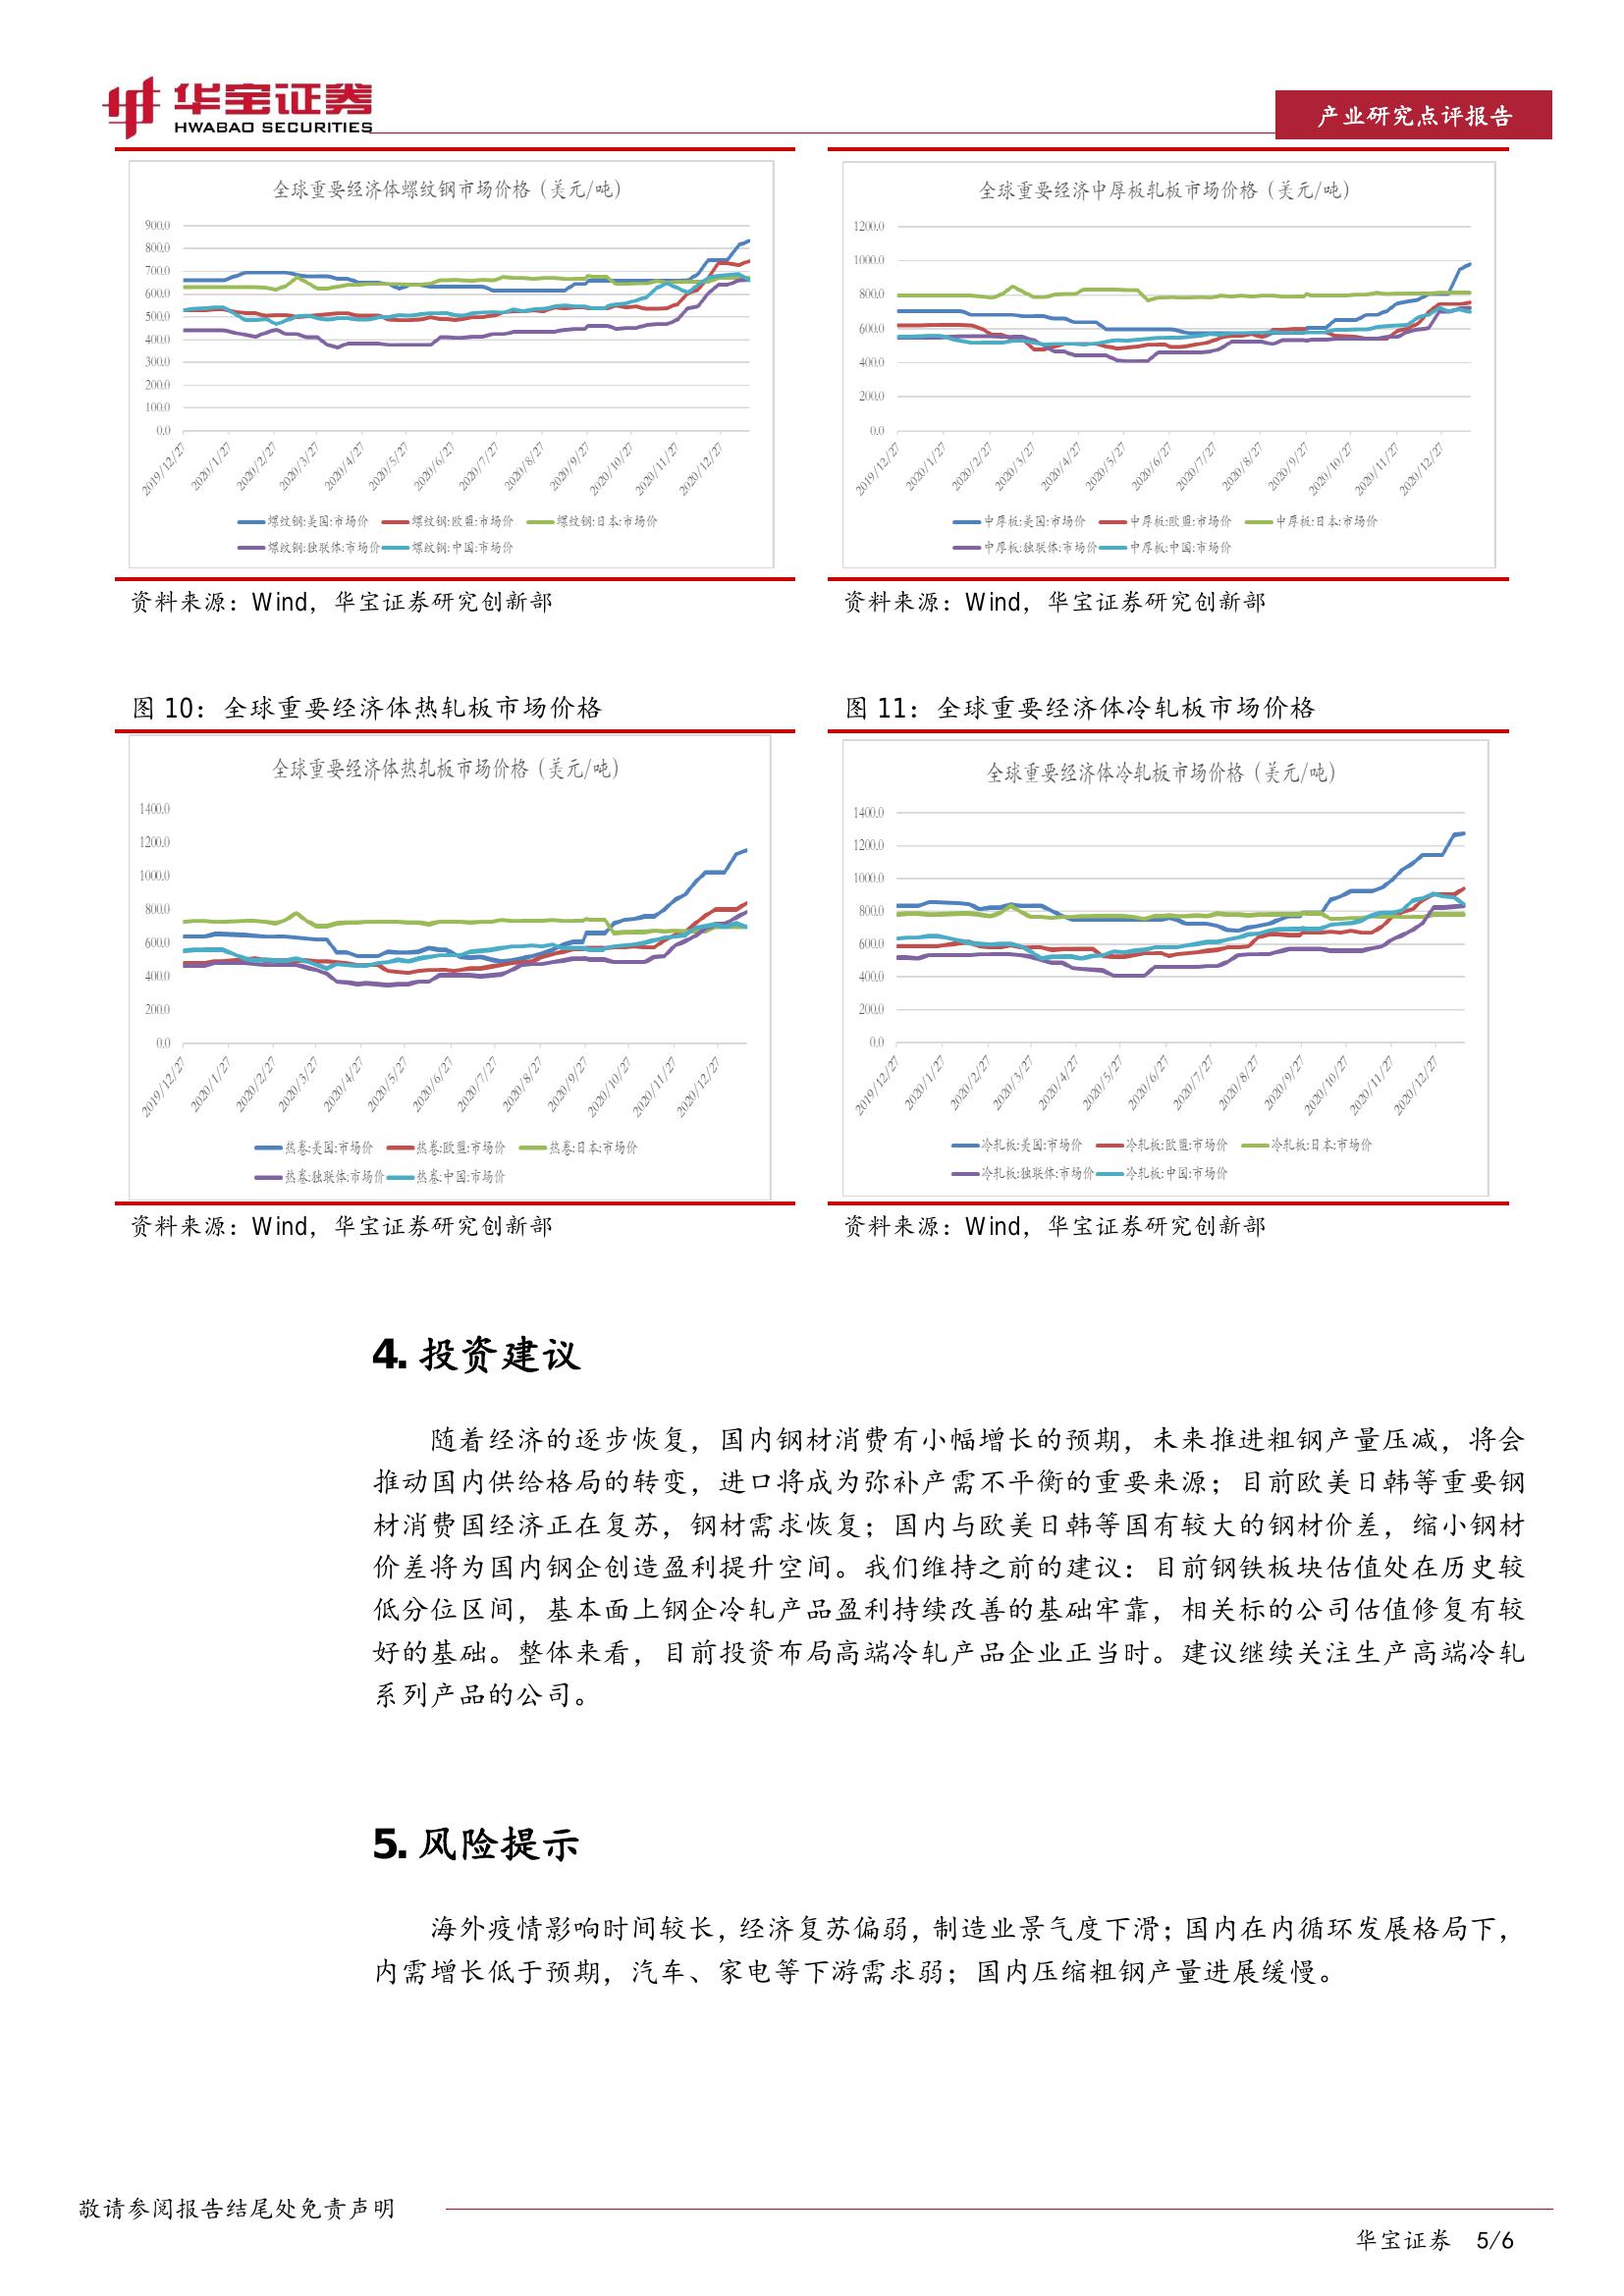 华宝证券
HWABAO SECURITIES
产业研究点评报告
全球重要经济体螺纹钢市场价格（美元/吨）
900.0
800.0
700.0
600.0
500.0
400.0
300.0
200.0
100.0
0.0
2019/12/27 2020/1/27 2020/2/27 2020/3/27 2020/4/27 2020/5/27 2020/6/27 2020/7/27 2020/8/27 2020/9/27 2020/10/27 2020/11/27 2020/12/27
螺纹钢:美国:市场价 螺纹钢:欧盟:市场价 螺纹钢:日本:市场价
螺纹钢:独联体:市场价 螺纹钢:中国:市场价
全球重要经济中厚板轧板市场价格（美元/吨）
1200.0
1000.0
800.0
600.0
400.0
200.0
0.0
2019/12/27 2020/1/27 2020/2/27 2020/3/27 2020/4/27 2020/5/27 2020/6/27 2020/7/27 2020/8/27 2020/9/27 2020/10/27 2020/11/27 2020/12/27
中厚板:美国:市场价 中厚板:欧盟:市场价 中厚板:日本:市场价
中厚板:独联体:市场价 中厚板:中国:市场价
资料来源：Wind，华宝证券研究创新部
资料来源：Wind，华宝证券研究创新部
图 10：全球重要经济体热轧板市场价格
图 11：全球重要经济体冷轧板市场价格
全球重要经济体热轧板市场价格（美元/吨）
1400.0
1200.0
1000.0
800.0
600.0
400.0
200.0
0.0
2019/12/27 2020/1/27 2020/2/27 2020/3/27 2020/4/27 2020/5/27 2020/6/27 2020/7/27 2020/8/27 2020/9/27 2020/10/27 2020/11/27 2020/12/27
热卷:美国:市场价 热卷:欧盟:市场价 热卷:日本:市场价
热卷:独联体:市场价 热卷:中国:市场价
全球重要经济体冷轧板市场价格（美元/吨）
1400.0
1200.0
1000.0
800.0
600.0
400.0
200.0
0.0
2019/12/27 2020/1/27 2020/2/27 2020/3/27 2020/4/27 2020/5/27 2020/6/27 2020/7/27 2020/8/27 2020/9/27 2020/10/27 2020/11/27 2020/12/27
冷轧板:美国:市场价 冷轧板:欧盟:市场价 冷轧板:日本:市场价
冷轧板:独联体:市场价 冷轧板:中国:市场价
资料来源：Wind，华宝证券研究创新部
资料来源：Wind，华宝证券研究创新部
4. 投资建议
随着经济的逐步恢复，国内钢材消费有小幅增长的预期，未来推进粗钢产量压减，将会
推动国内供给格局的转变，进口将成为弥补产需不平衡的重要来源；目前欧美日韩等重要钢
材消费国经济正在复苏，钢材需求恢复；国内与欧美日韩等国有较大的钢材价差，缩小钢材
价差将为国内钢企创造盈利提升空间。我们维持之前的建议：目前钢铁板块估值处在历史较
低分位区间，基本面上钢企冷轧产品盈利持续改善的基础牢靠，相关标的公司估值修复有较
好的基础。整体来看，目前投资布局高端冷轧产品企业正当时。建议继续关注生产高端冷轧
系列产品的公司。
5. 风险提示
海外疫情影响时间较长，经济复苏偏弱，制造业景气度下滑；国内在内循环发展格局下，
内需增长低于预期，汽车、家电等下游需求弱；国内压缩粗钢产量进展缓慢。
敬请参阅报告结尾处免责声明
华宝证券 5/6